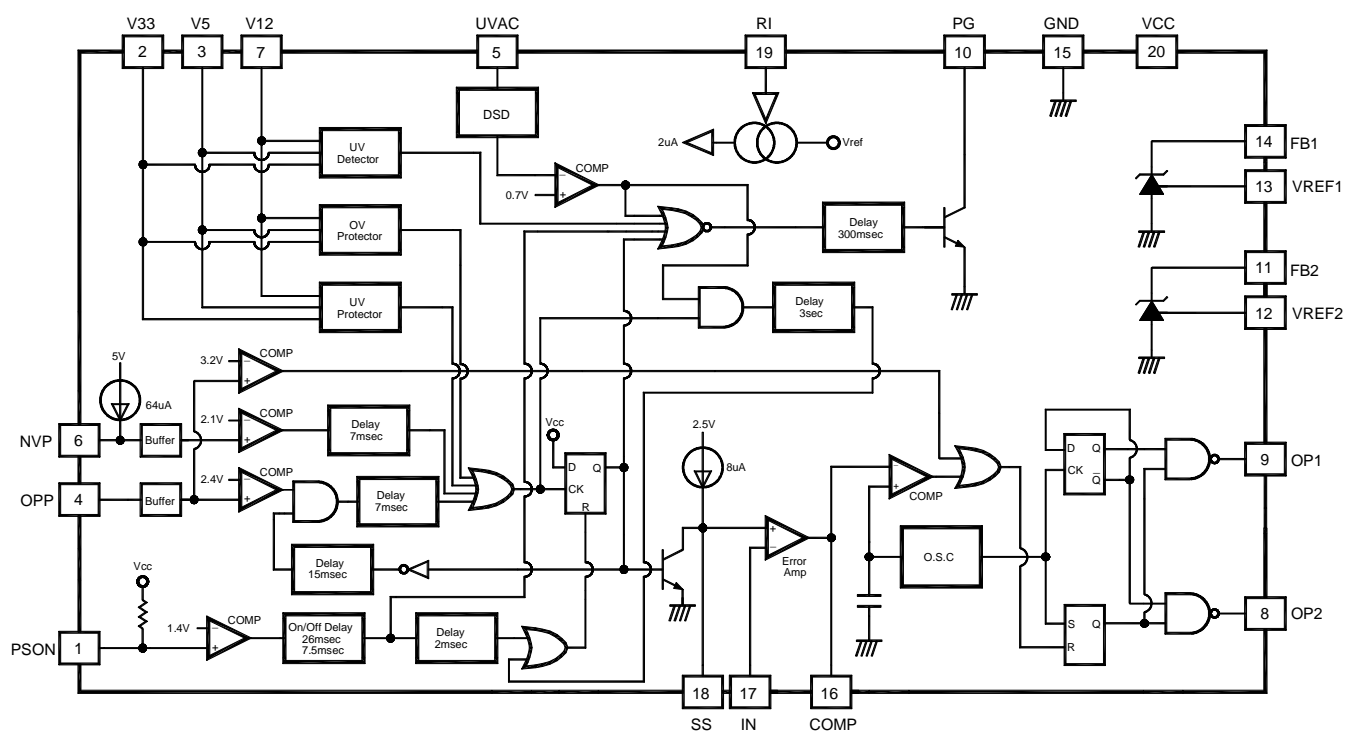 V33 V5 V12 UVAC RI PG GND VCC
2 3 7 5 19 10 15 20
DSD
2uA Vref
14 FB1
UV
Detector
COMP
−
+
0.7V
13 VREF1
OV
Protector
Delay
300msec
11 FB2
UV
Protector
Delay
3sec
12 VREF2
5V
64uA
3.2V − COMP
+
NVP 6 Buffer
2.1V − COMP
+
Delay
7msec
Vcc
2.5V
8uA
OPP 4 Buffer
2.4V − COMP
+
Delay
7msec
D Q
CK
R
−
+
COMP
D Q
CK Q
9 OP1
Delay
15msec
+
−
Error
Amp
O.S.C
Vcc
PSON 1
1.4V − COMP
+
On/Off Delay
26msec
7.5msec
Delay
2msec
S Q
R
8 OP2
18 17 16
SS IN COMP